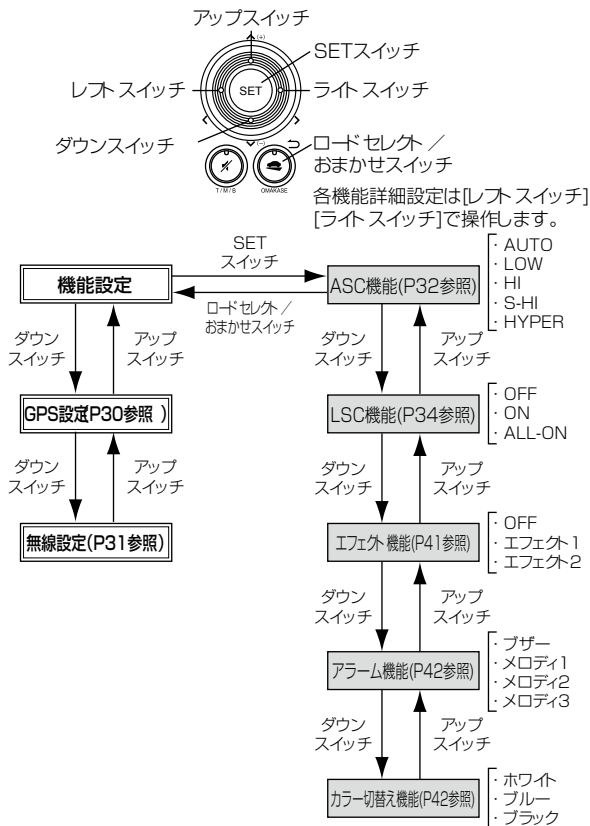 アップスイッチ
(+)
SETスイッチ
レフトスイッチ
SET
ライトスイッチ
ダウンスイッチ
(−)
ロードセレクト／
おまかせスイッチ
T/M/B
OMAKASE
各機能詳細設定は[レフトスイッチ]
[ライトスイッチ]で操作します。
SET
スイッチ
機能設定
ロードセレクト／
おまかせスイッチ
ASC機能(P32参照)
・AUTO
・LOW
・HI
・S-HI
・HYPER
ダウン
スイッチ
アップ
スイッチ
ダウン
スイッチ
アップ
スイッチ
GPS設定(P30参照)
LSC機能(P34参照)
・OFF
・ON
・ALL-ON
ダウン
スイッチ
アップ
スイッチ
ダウン
スイッチ
アップ
スイッチ
無線設定(P31参照)
エフェクト機能(P41参照)
・OFF
・エフェクト1
・エフェクト2
ダウン
スイッチ
アップ
スイッチ
アラーム機能(P42参照)
・ブザー
・メロディ1
・メロディ2
・メロディ3
ダウン
スイッチ
アップ
スイッチ
カラー切替え機能(P42参照)
・ホワイト
・ブルー
・ブラック